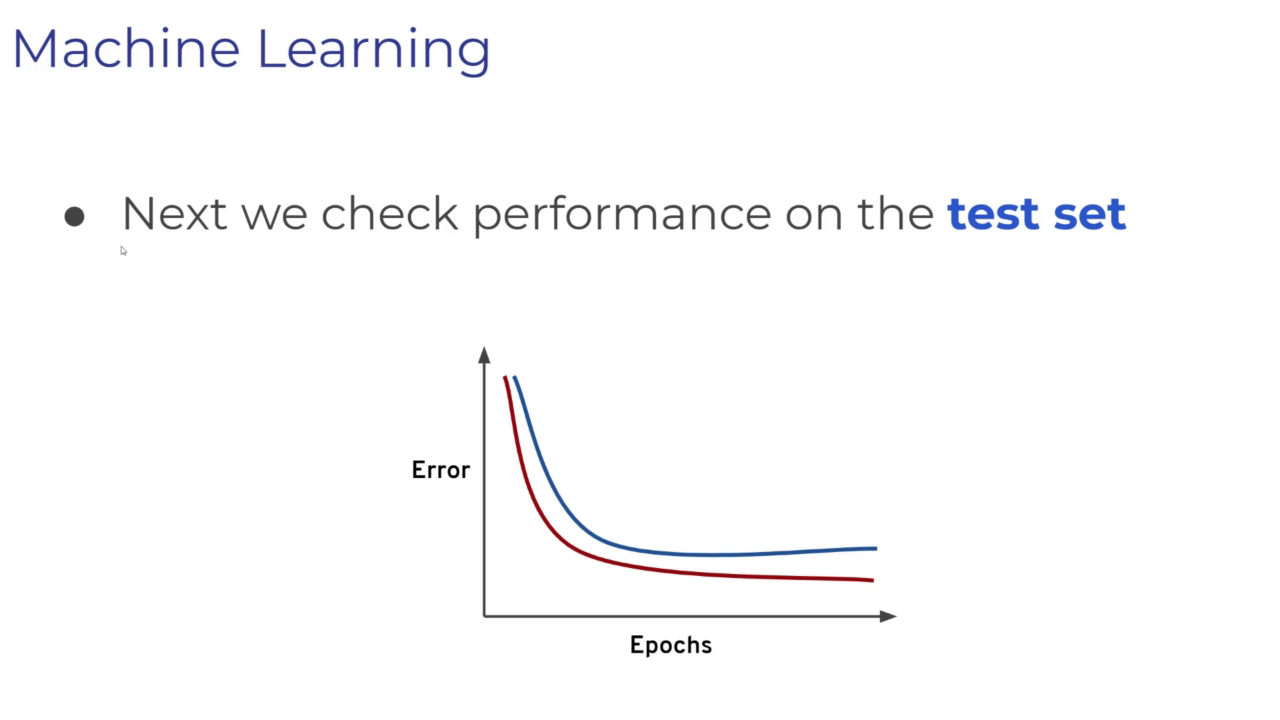 Machine Learning
● Next we check performance on the test set
Error
Epochs